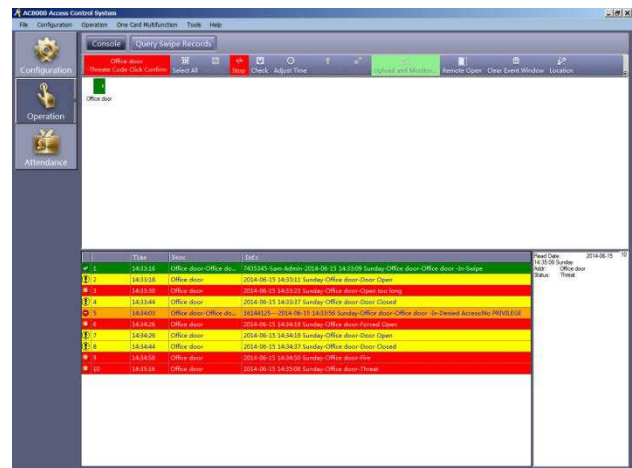 AC8000 Access Control System
File Configuration Operation One Card Multifunction Tools Help
Configuration
Operation
Attendance
Console Query Swipe Records
Office door
Threate Code Click Confirm Select All Stop Check Adjust Time Upload and Monitor... Remote Open Clear Event Window Location
Office door
Time Desc Info
1 14:33:16 Office door-Office do... 7435345-Sam-Admin-2014-06-15 14:33:09 Sunday-Office door-Office door -In-Swipe
2 14:33:18 Office door 2014-06-15 14:33:11 Sunday-Office door-Door Open
3 14:33:30 Office door 2014-06-15 14:33:23 Sunday-Office door-Open too long
4 14:33:44 Office door 2014-06-15 14:33:37 Sunday-Office door-Door Closed
5 14:34:03 Office door-Office do... 16144125---2014-06-15 14:33:56 Sunday-Office door-Office door -In-Denied Access:No PRIVILEGE
6 14:34:26 Office door 2014-06-15 14:34:19 Sunday-Office door-Forced Open
7 14:34:26 Office door 2014-06-15 14:34:19 Sunday-Office door-Door Open
8 14:34:44 Office door 2014-06-15 14:34:37 Sunday-Office door-Door Closed
9 14:34:58 Office door 2014-06-15 14:34:50 Sunday-Office door-Fire
10 14:35:16 Office door 2014-06-15 14:35:08 Sunday-Office door-Threat
Read Date: 2014-06-15 10
14:35:08 Sunday
Addr: Office door
Status: Threat